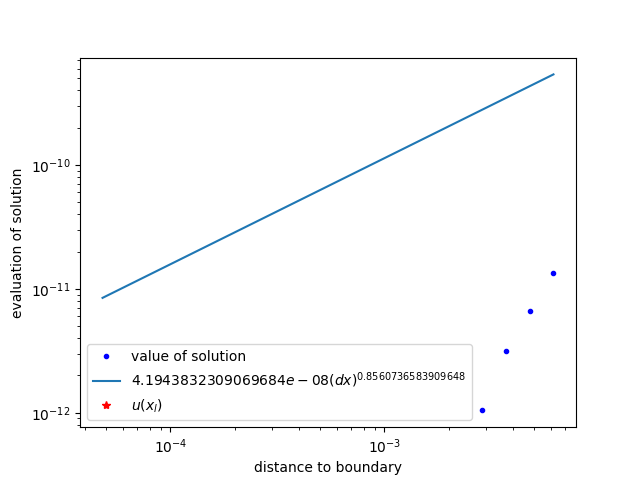 evaluation of solution
10⁻¹⁰
10⁻¹¹
10⁻¹²
value of solution
4.1943832309069684e − 08(dx)^0.8560736583909648
u(x_l)
10⁻⁴
10⁻³
distance to boundary